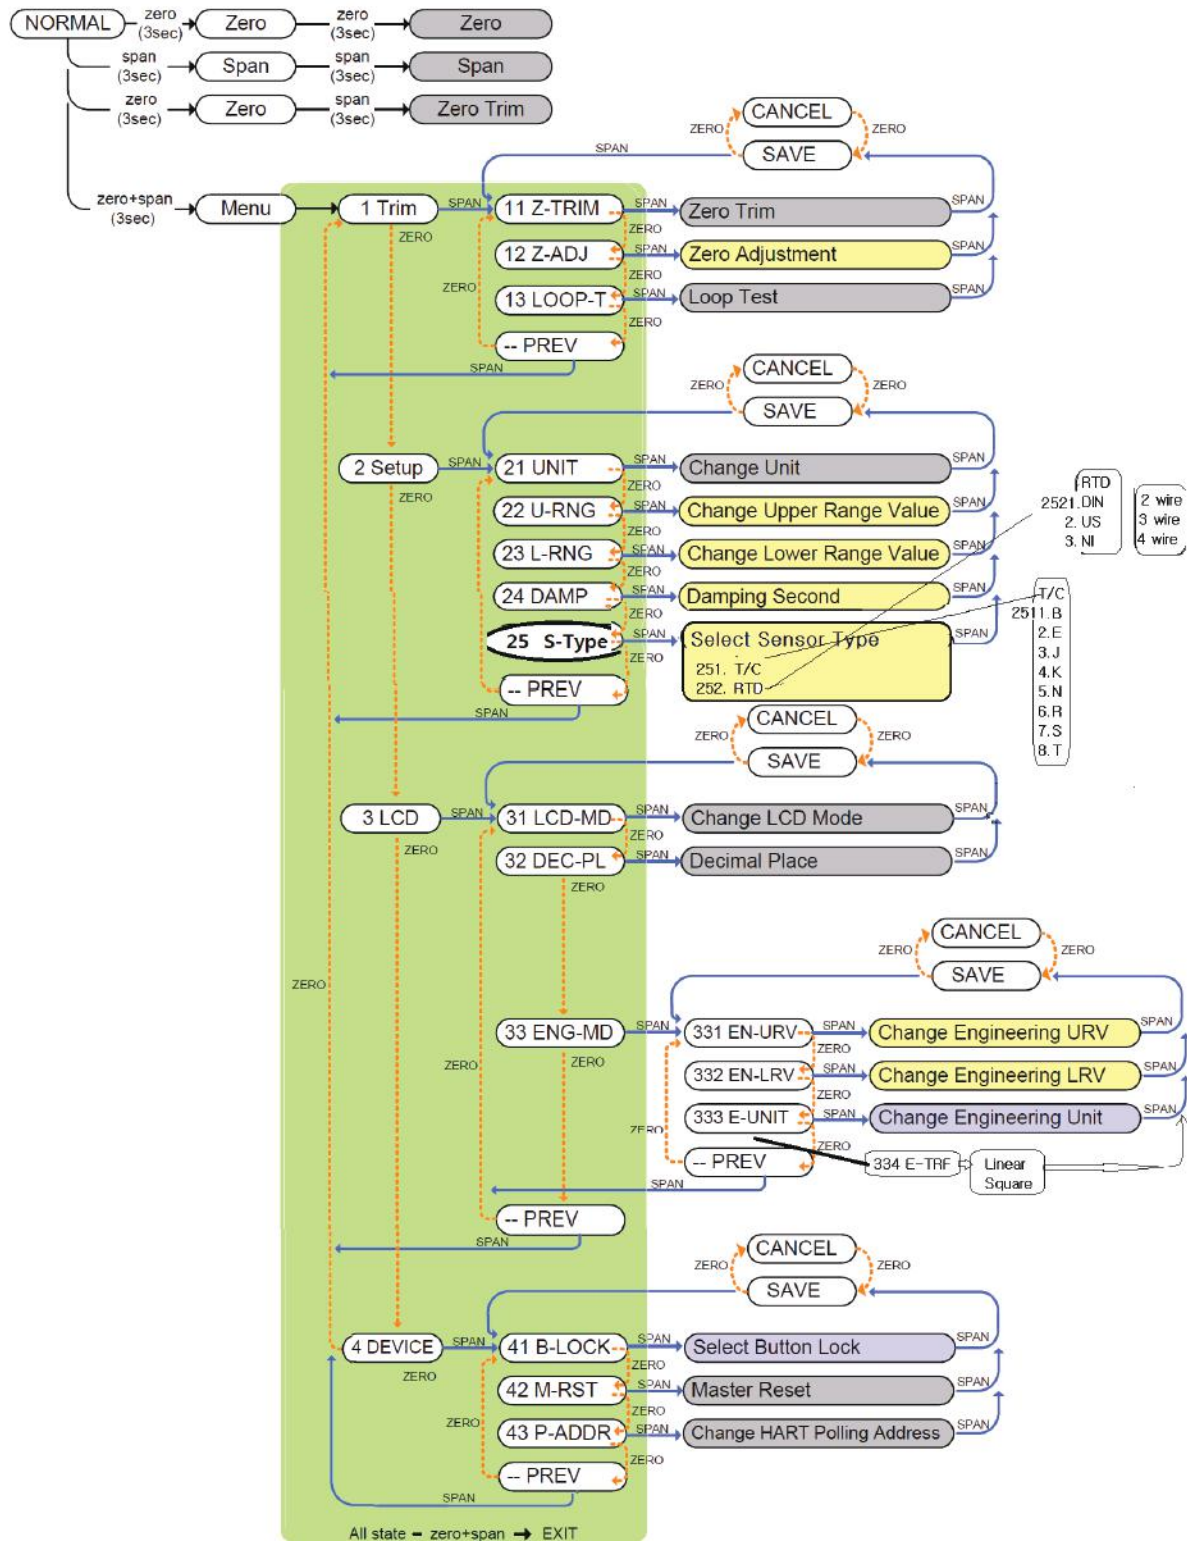 NORMAL zero (3sec) Zero zero (3sec) Zero
span (3sec) Span span (3sec) Span
zero (3sec) Zero span (3sec) Zero Trim
CANCEL
ZERO ZERO
SPAN SAVE
zero+span (3sec) Menu 1 Trim SPAN 11 Z-TRIM SPAN Zero Trim SPAN
ZERO ZERO
12 Z-ADJ SPAN Zero Adjustment SPAN
ZERO ZERO
13 LOOP-T SPAN Loop Test SPAN
ZERO
-- PREV
SPAN
CANCEL
ZERO ZERO
SAVE
2 Setup SPAN 21 UNIT SPAN Change Unit SPAN
ZERO ZERO
22 U-RNG SPAN Change Upper Range Value SPAN
ZERO
23 L-RNG SPAN Change Lower Range Value SPAN
ZERO
24 DAMP SPAN Damping Second SPAN
ZERO
25 S-Type SPAN Select Sensor Type SPAN
ZERO
251. T/C
252. RTD
-- PREV
SPAN
RTD
2521.DIN
2. US
3. NI
2 wire
3 wire
4 wire
T/C
2511.B
2.E
3.J
4.K
5.N
6.R
7.S
8.T
CANCEL
ZERO ZERO
SAVE
3 LCD SPAN 31 LCD-MD SPAN Change LCD Mode SPAN
ZERO ZERO
32 DEC-PL SPAN Decimal Place SPAN
ZERO
CANCEL
ZERO ZERO
SAVE
ZERO
33 ENG-MD SPAN 331 EN-URV SPAN Change Engineering URV SPAN
ZERO ZERO ZERO
332 EN-LRV SPAN Change Engineering LRV SPAN
ZERO
333 E-UNIT SPAN Change Engineering Unit SPAN
ZERO ZERO
-- PREV
334 E-TRF Linear
Square
SPAN
-- PREV
SPAN
CANCEL
ZERO ZERO
SAVE
4 DEVICE SPAN 41 B-LOCK SPAN Select Button Lock SPAN
ZERO ZERO
42 M-RST SPAN Master Reset SPAN
ZERO ZERO
43 P-ADDR SPAN Change HART Polling Address SPAN
ZERO
-- PREV
SPAN
All state - zero+span → EXIT